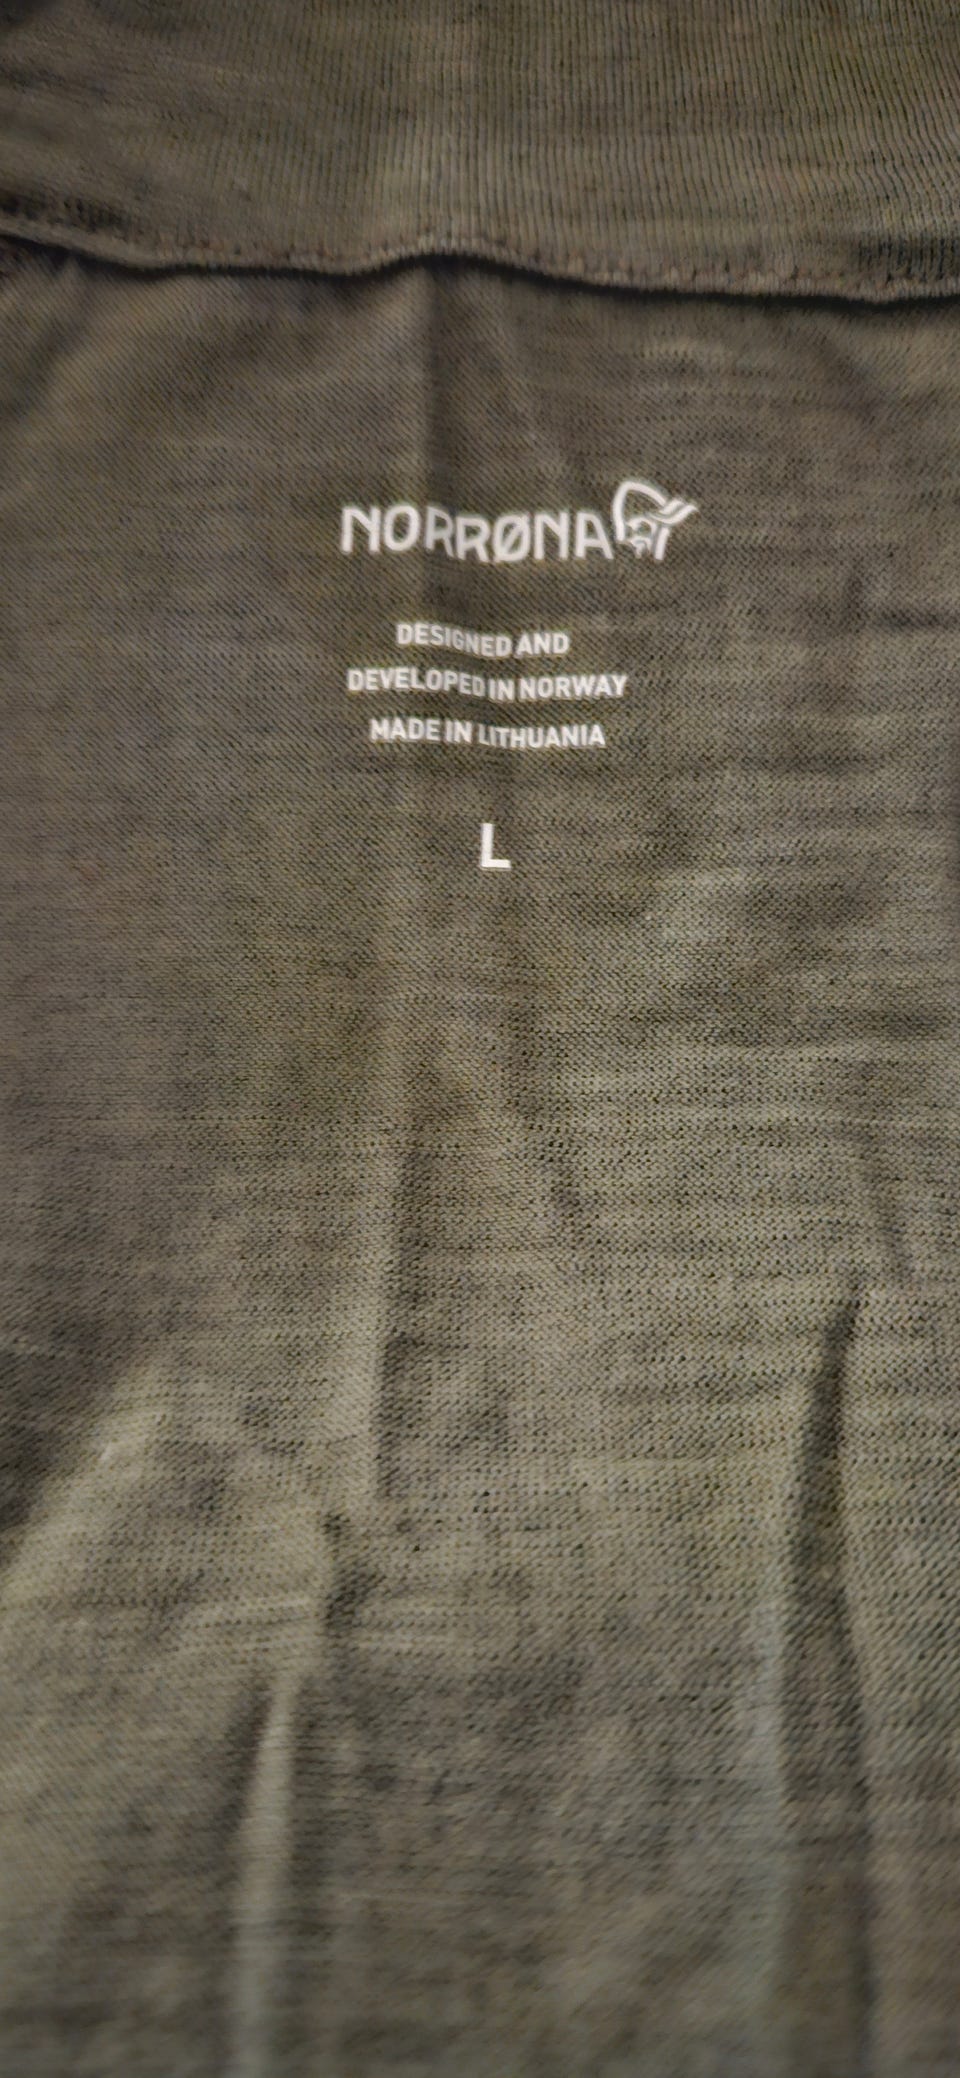 NORRØNA
DESIGNED AND
DEVELOPED IN NORWAY
MADE IN LITHUANIA
L